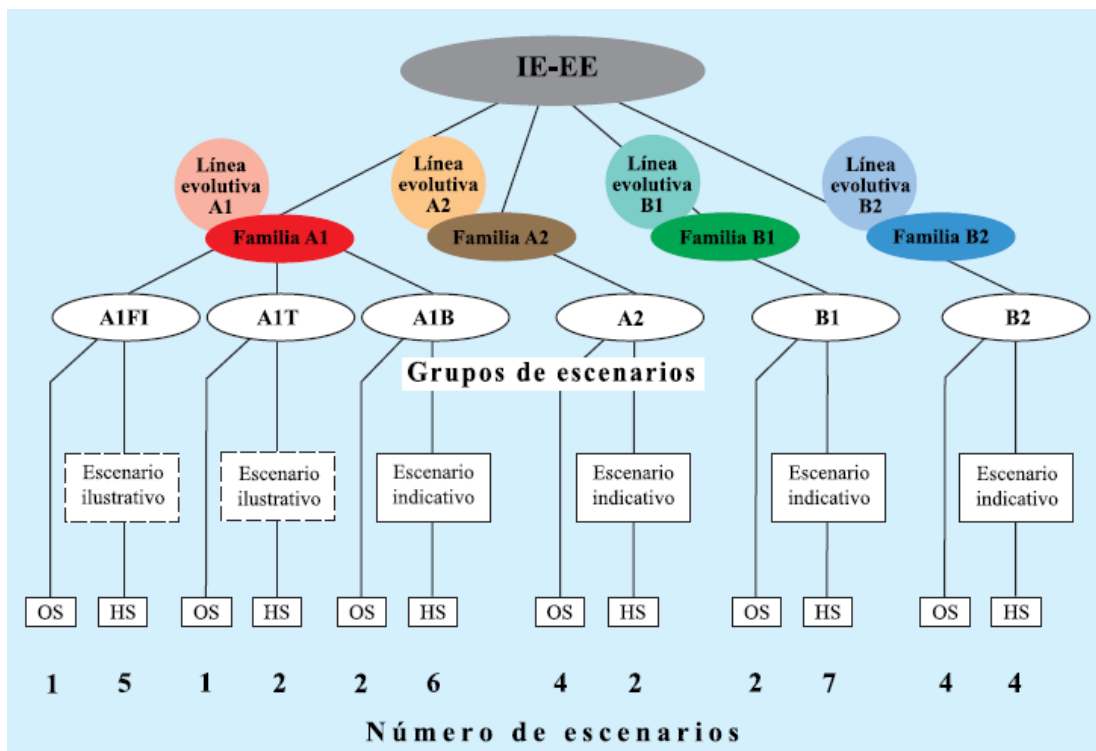 IE-EE
Línea
evolutiva
A1
Línea
evolutiva
A2
Línea
evolutiva
B1
Línea
evolutiva
B2
Familia A1
Familia A2
Familia B1
Familia B2
A1FI
A1T
A1B
A2
B1
B2
Grupos de escenarios
Escenario
ilustrativo
Escenario
ilustrativo
Escenario
indicativo
Escenario
indicativo
Escenario
indicativo
Escenario
indicativo
OS HS OS HS OS HS OS HS OS HS OS HS
1 5 1 2 2 6 4 2 2 7 4 4
Número de escenarios